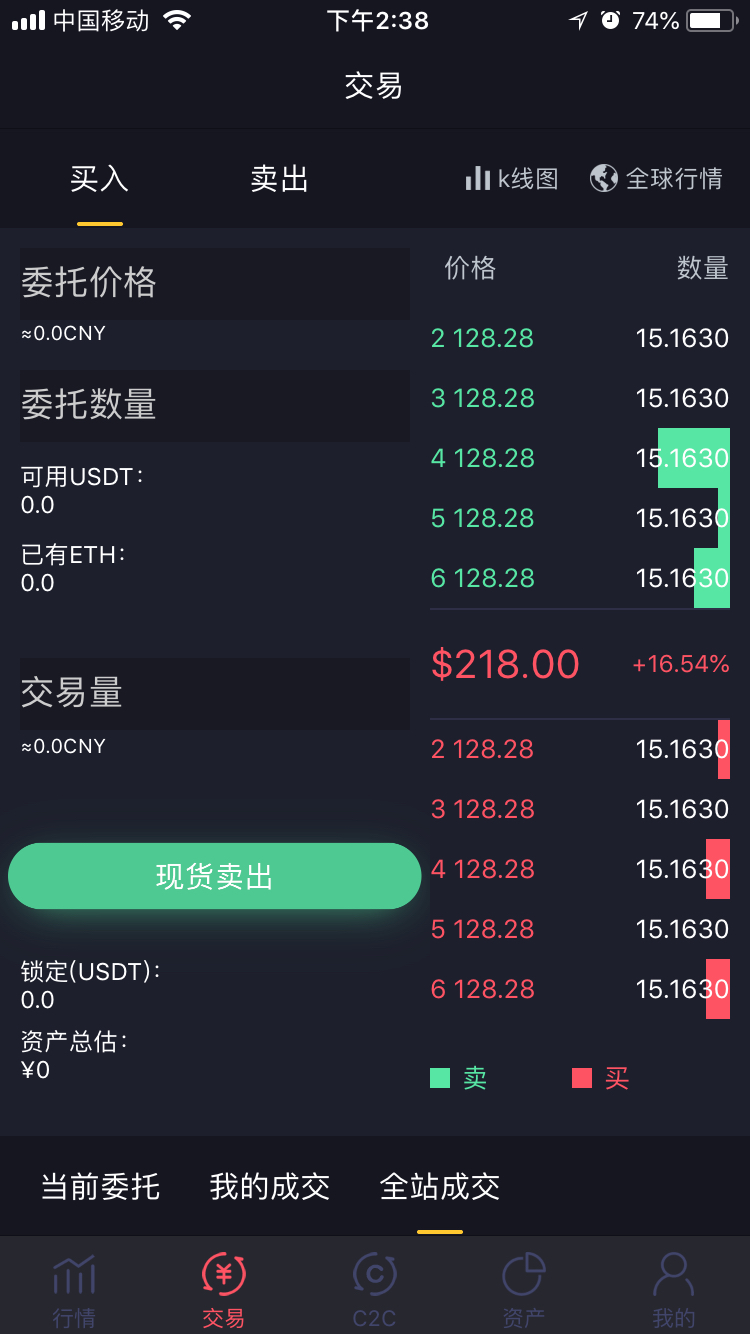 中国移动 下午2:38 74%
交易
买入 卖出 k线图 全球行情
委托价格
≈0.0CNY
委托数量
可用USDT:
0.0
已有ETH:
0.0
交易量
≈0.0CNY
现货卖出
锁定(USDT):
0.0
资产总估:
¥0
价格 数量
2 128.28 15.1630
3 128.28 15.1630
4 128.28 15.1630
5 128.28 15.1630
6 128.28 15.1630
$218.00 +16.54%
2 128.28 15.1630
3 128.28 15.1630
4 128.28 15.1630
5 128.28 15.1630
6 128.28 15.1630
卖 买
当前委托 我的成交 全站成交
行情 交易 C2C 资产 我的